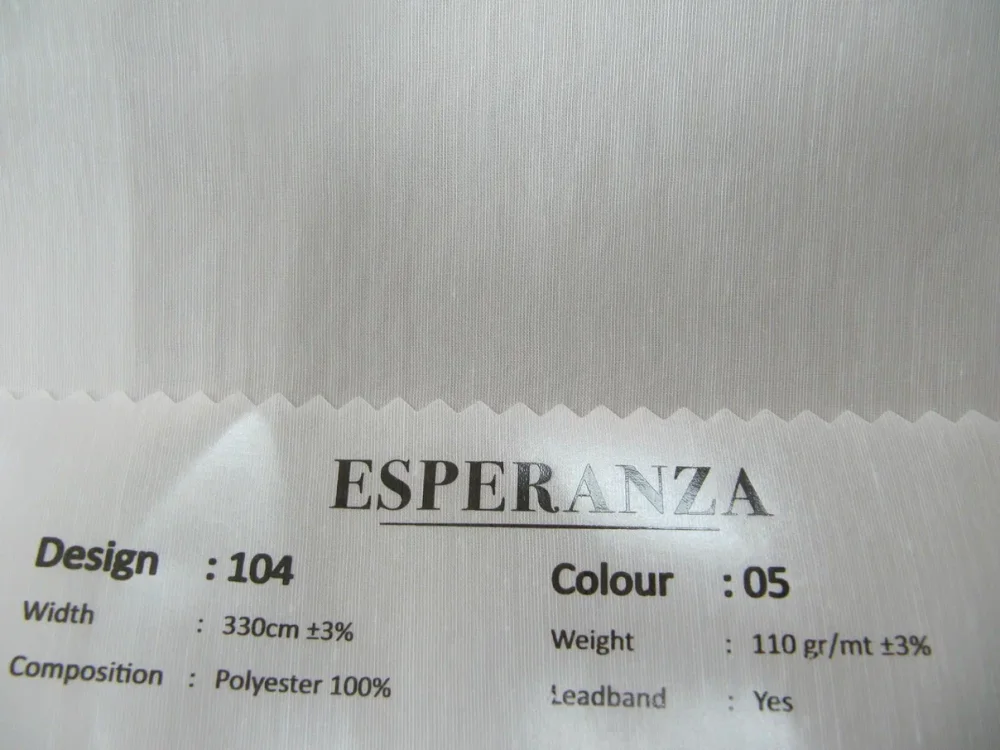 ESPERANZA
Design : 104 Colour : 05
Width : 330cm ±3% Weight : 110 gr/mt ±3%
Composition : Polyester 100% Leadband : Yes